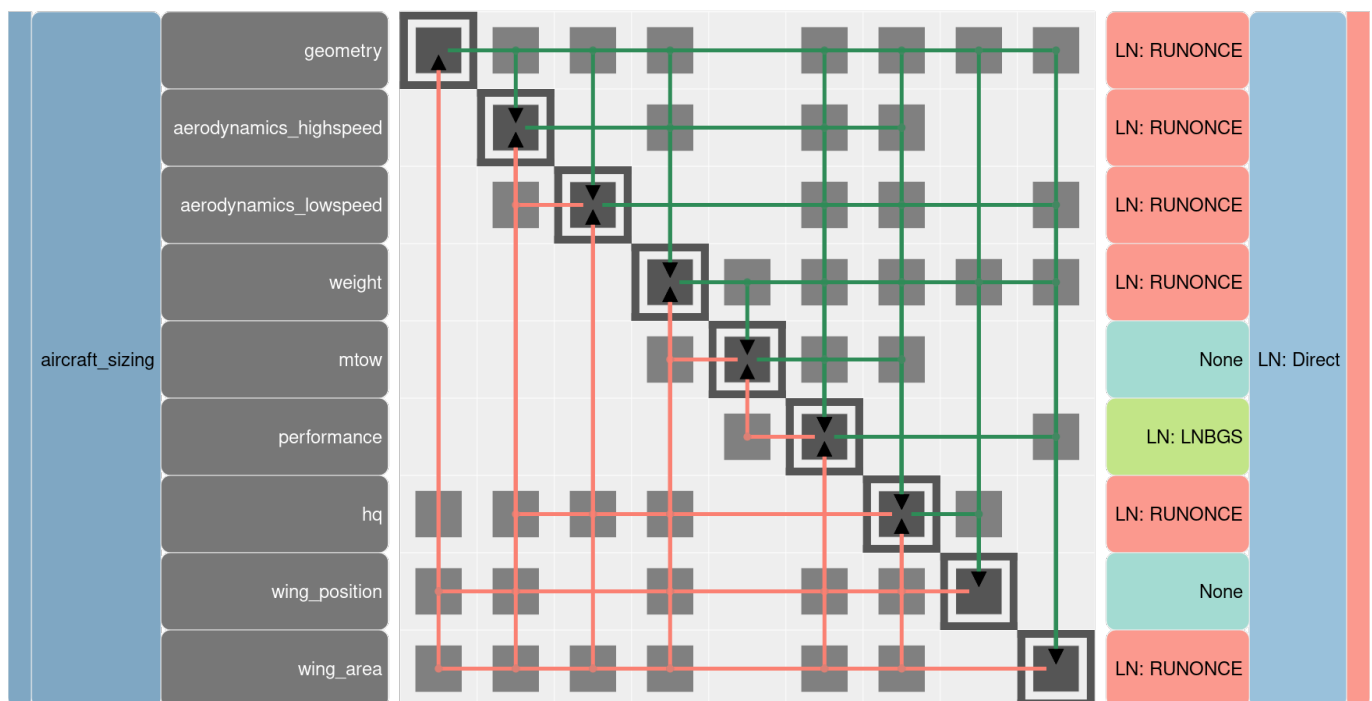 geometry LN: RUNONCE
aerodynamics_highspeed LN: RUNONCE
aerodynamics_lowspeed LN: RUNONCE
weight LN: RUNONCE
aircraft_sizing mtow None LN: Direct
performance LN: LNBGS
hq LN: RUNONCE
wing_position None
wing_area LN: RUNONCE